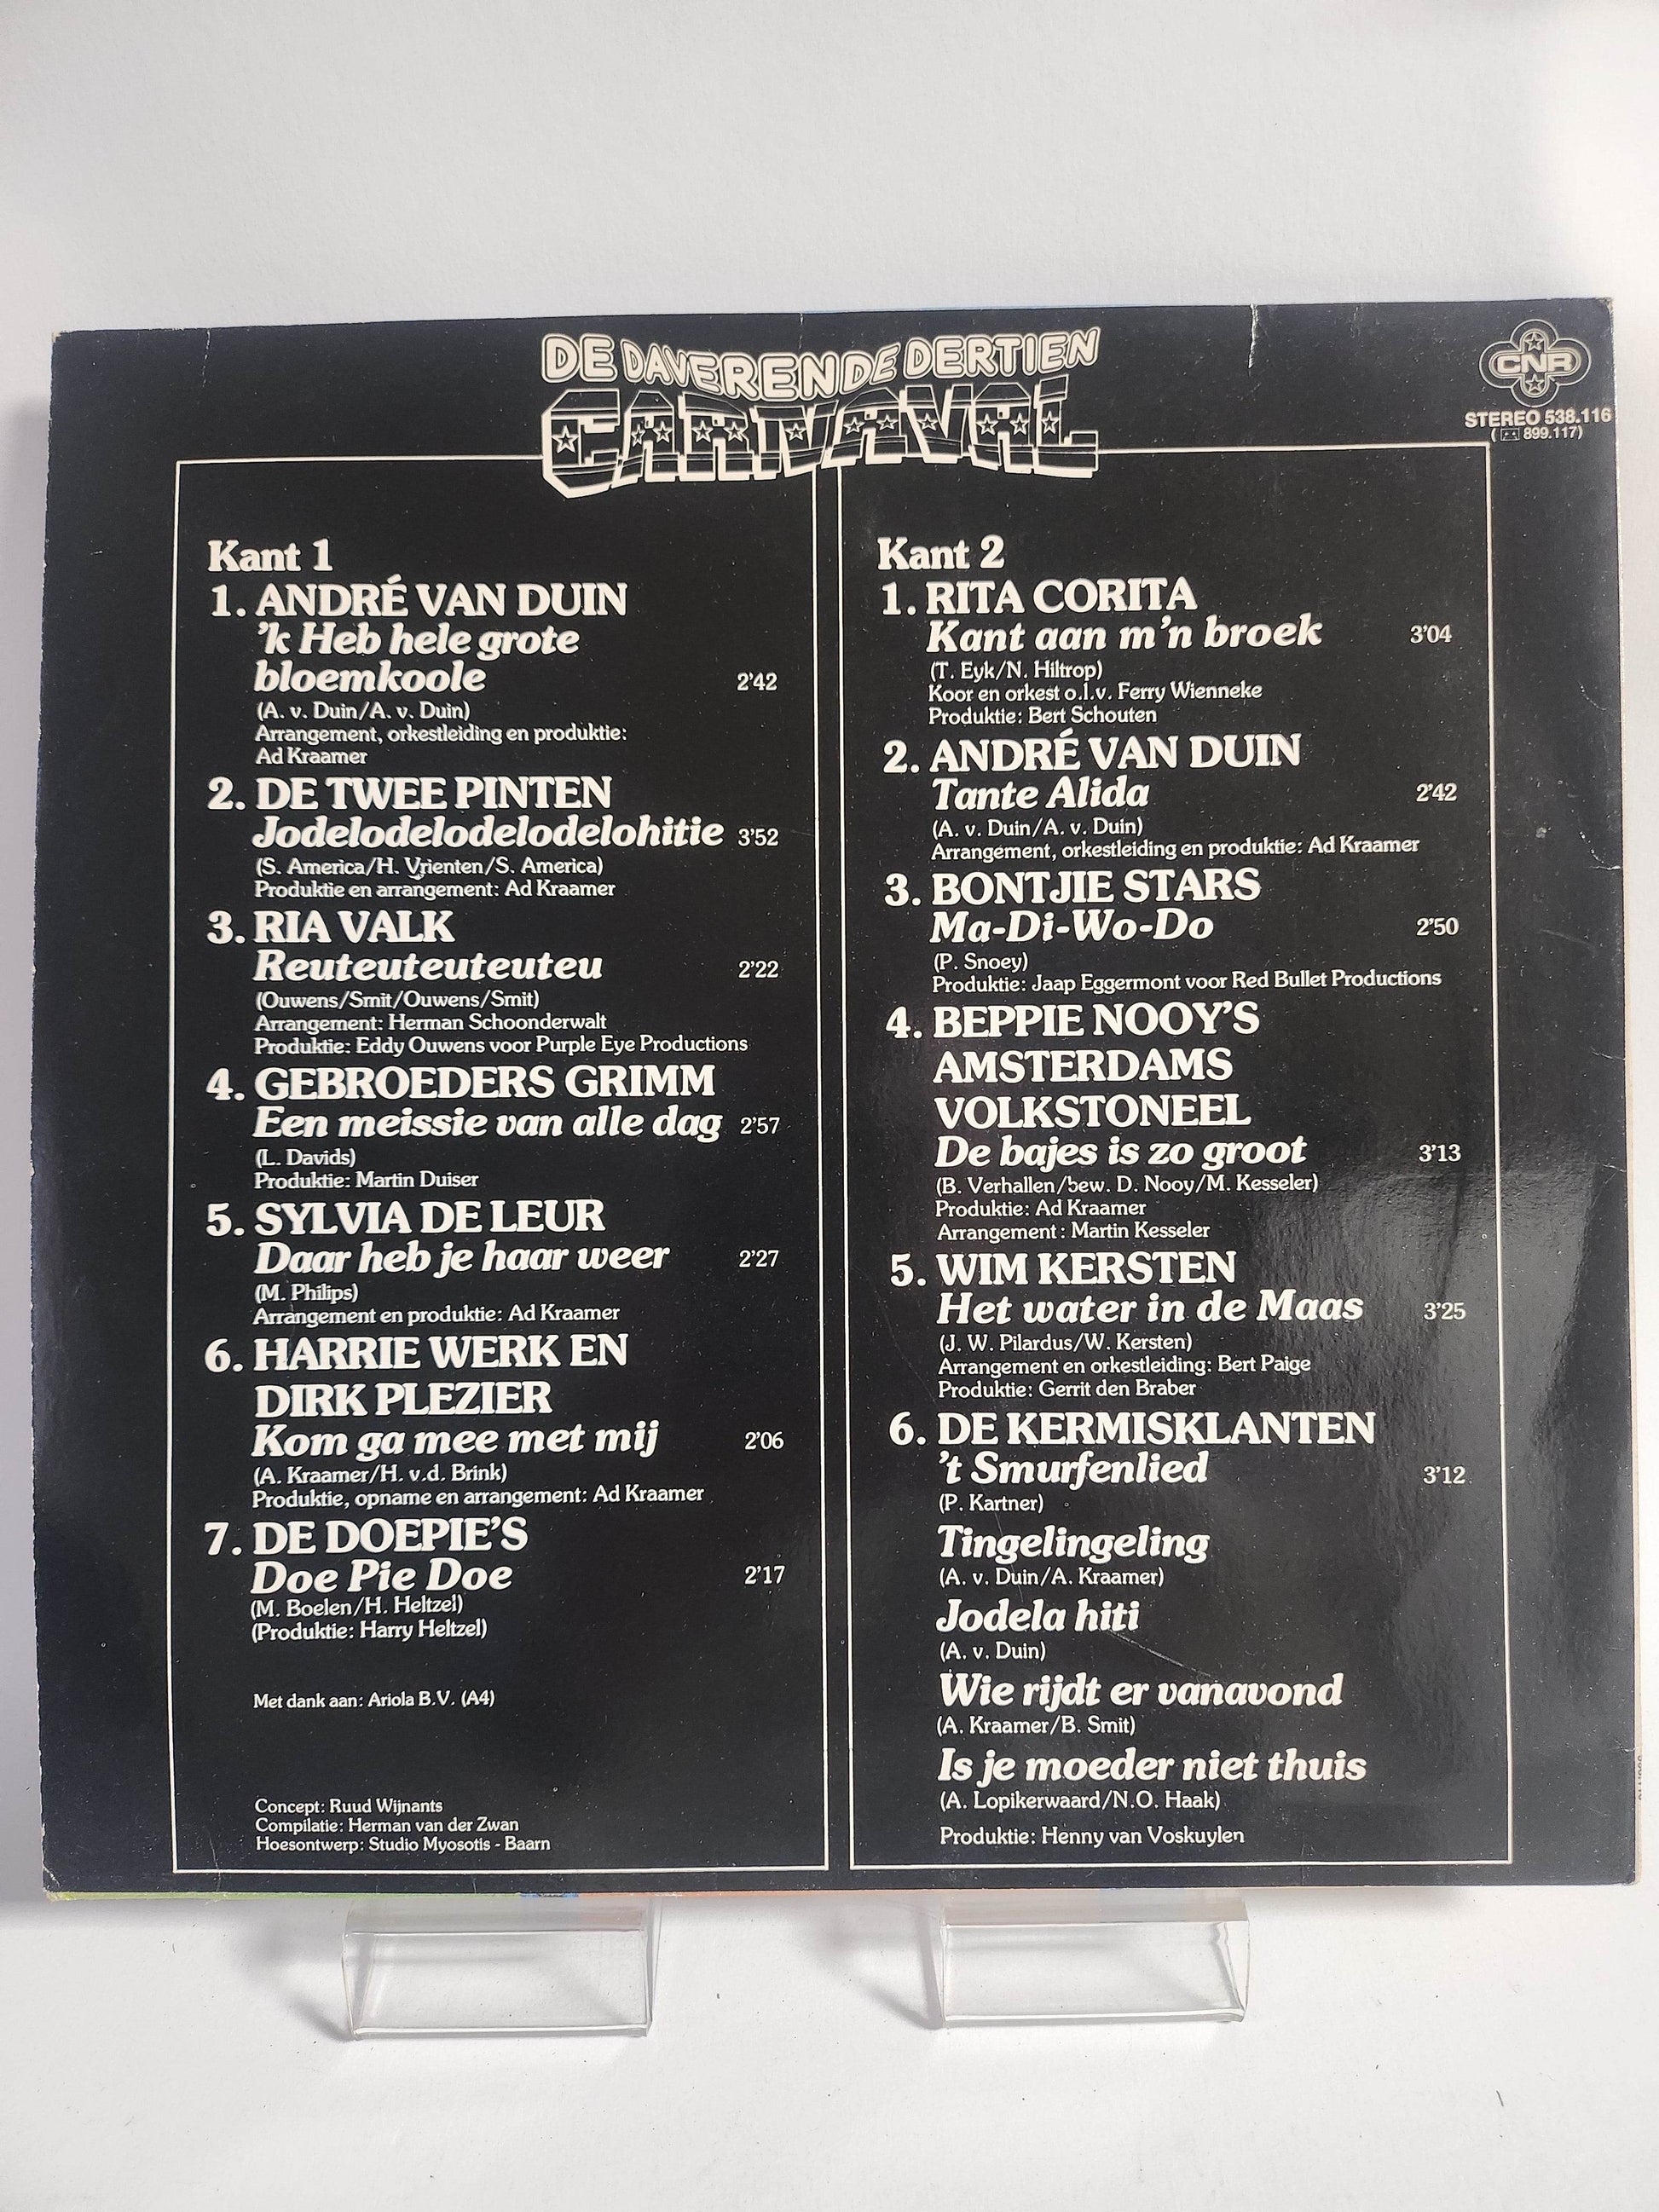 DE DAVERENDE DERTIEN
CARNAVAL
CNR
STEREO 538.116
( 899.117)
Kant 1
1. ANDRÉ VAN DUIN
'k Heb hele grote
bloemkoole 2'42
(A. v. Duin/A. v. Duin)
Arrangement, orkestleiding en produktie:
Ad Kraamer
2. DE TWEE PINTEN
Jodelodelodelodelohitie 3'52
(S. America/H. Vrienten/S. America)
Produktie en arrangement: Ad Kraamer
3. RIA VALK
Reuteuteuteuteu 2'22
(Ouwens/Smit/Ouwens/Smit)
Arrangement: Herman Schoonderwalt
Produktie: Eddy Ouwens voor Purple Eye Productions
4. GEBROEDERS GRIMM
Een meissie van alle dag 2'57
(L. Davids)
Produktie: Martin Duiser
5. SYLVIA DE LEUR
Daar heb je haar weer 2'27
(M. Philips)
Arrangement en produktie: Ad Kraamer
6. HARRIE WERK EN
DIRK PLEZIER
Kom ga mee met mij 2'06
(A. Kraamer/H. v.d. Brink)
Produktie, opname en arrangement: Ad Kraamer
7. DE DOEPIE'S
Doe Pie Doe 2'17
(M. Boelen/H. Heltzel)
(Produktie: Harry Heltzel)
Met dank aan: Ariola B.V. (A4)
Concept: Ruud Wijnants
Compilatie: Herman van der Zwan
Hoesontwerp: Studio Myosotis - Baarn
Kant 2
1. RITA CORITA
Kant aan m'n broek 3'04
(T. Eyk/N. Hiltrop)
Koor en orkest o.l.v. Ferry Wienneke
Produktie: Bert Schouten
2. ANDRÉ VAN DUIN
Tante Alida 2'42
(A. v. Duin/A. v. Duin)
Arrangement, orkestleiding en produktie: Ad Kraamer
3. BONTJIE STARS
Ma-Di-Wo-Do 2'50
(P. Snoey)
Produktie: Jaap Eggermont voor Red Bullet Productions
4. BEPPIE NOOY'S
AMSTERDAMS
VOLKSTONEEL
De bajes is zo groot 3'13
(B. Verhallen/bew. D. Nooy/M. Kesseler)
Produktie: Ad Kraamer
Arrangement: Martin Kesseler
5. WIM KERSTEN
Het water in de Maas 3'25
(J. W. Pilardus/W. Kersten)
Arrangement en orkestleiding: Bert Paige
Produktie: Gerrit den Braber
6. DE KERMISKLANTEN
't Smurfenlied 3'12
(P. Kartner)
Tingelingeling
(A. v. Duin/A. Kraamer)
Jodela hiti
(A. v. Duin)
Wie rijdt er vanavond
(A. Kraamer/B. Smit)
Is je moeder niet thuis
(A. Lopikerwaard/N.O. Haak)
Produktie: Henny van Voskuylen